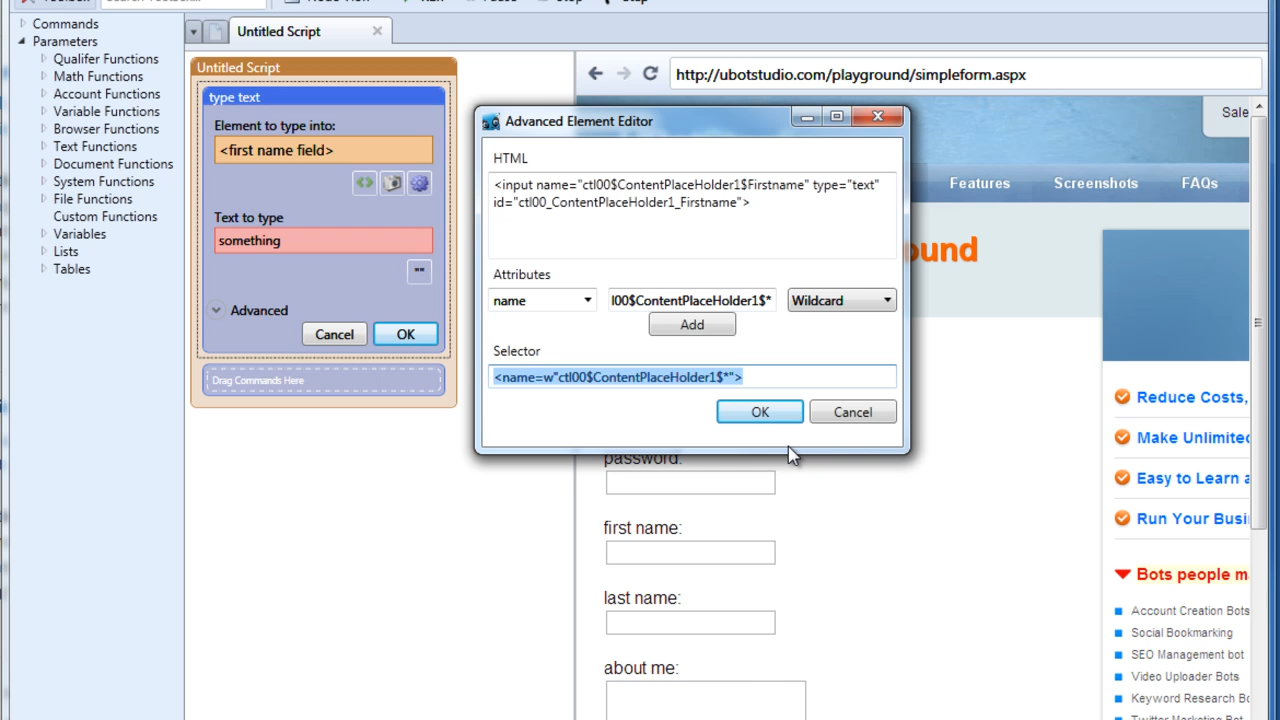 Untitled Script
Commands
Parameters
Qualifer Functions
Math Functions
Account Functions
Variable Functions
Browser Functions
Text Functions
Document Functions
System Functions
File Functions
Custom Functions
Variables
Lists
Tables
Untitled Script
type text
Element to type into:
<first name field>
Text to type
something
""
Advanced
Cancel
OK
Drag Commands Here
http://ubotstudio.com/playground/simpleform.aspx
Sale
Features
Screenshots
FAQs
ound
Advanced Element Editor
HTML
<input name="ctl00$ContentPlaceHolder1$Firstname" type="text"
id="ctl00_ContentPlaceHolder1_Firstname">
Attributes
name
l00$ContentPlaceHolder1$*
Wildcard
Add
Selector
<name=w"ctl00$ContentPlaceHolder1$*">
OK
Cancel
password:
first name:
last name:
about me:
Reduce Costs,
Make Unlimited
Easy to Learn a
Run Your Busi
Bots people m
Account Creation Bots
Social Bookmarking
SEO Management bot
Video Uploader Bots
Keyword Research Bo